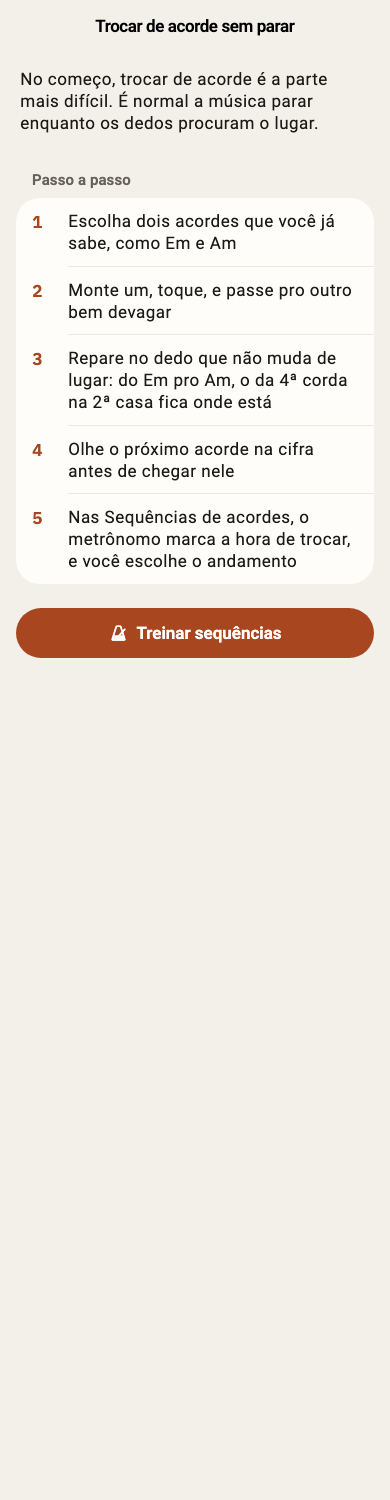 Trocar de acorde sem parar
No começo, trocar de acorde é a parte
mais difícil. É normal a música parar
enquanto os dedos procuram o lugar.
Passo a passo
1 Escolha dois acordes que você já
sabe, como Em e Am
2 Monte um, toque, e passe pro outro
bem devagar
3 Repare no dedo que não muda de
lugar: do Em pro Am, o da 4ª corda
na 2ª casa fica onde está
4 Olhe o próximo acorde na cifra
antes de chegar nele
5 Nas Sequências de acordes, o
metrônomo marca a hora de trocar,
e você escolhe o andamento
Treinar sequências